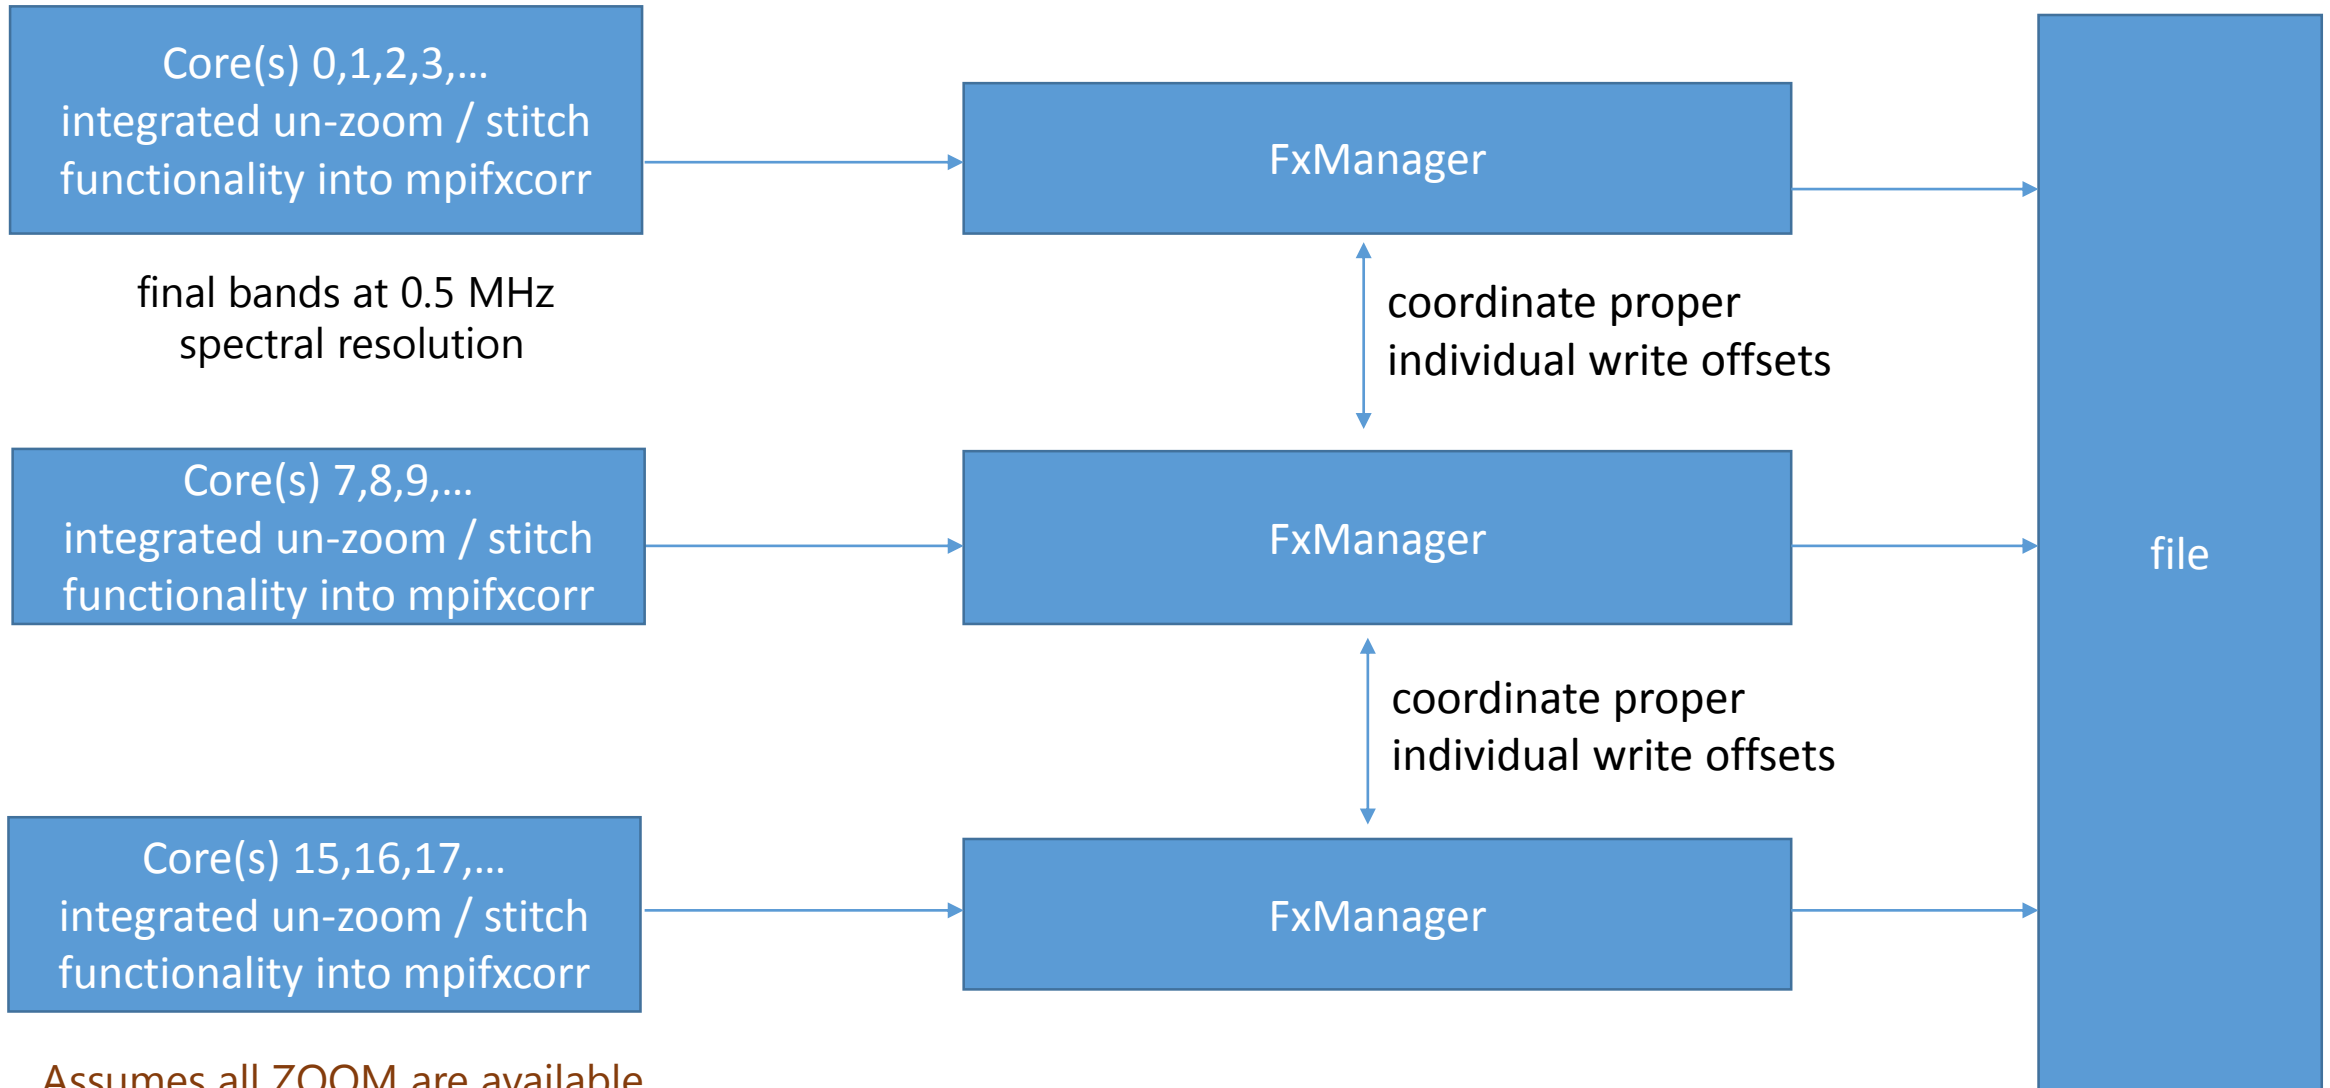 Core(s) 0,1,2,3,…
integrated un-zoom / stitch
functionality into mpifxcorr
FxManager
final bands at 0.5 MHz
spectral resolution
coordinate proper
individual write offsets
Core(s) 7,8,9,…
integrated un-zoom / stitch
functionality into mpifxcorr
FxManager
file
coordinate proper
individual write offsets
Core(s) 15,16,17,…
integrated un-zoom / stitch
functionality into mpifxcorr
FxManager
Assumes all ZOOM are available